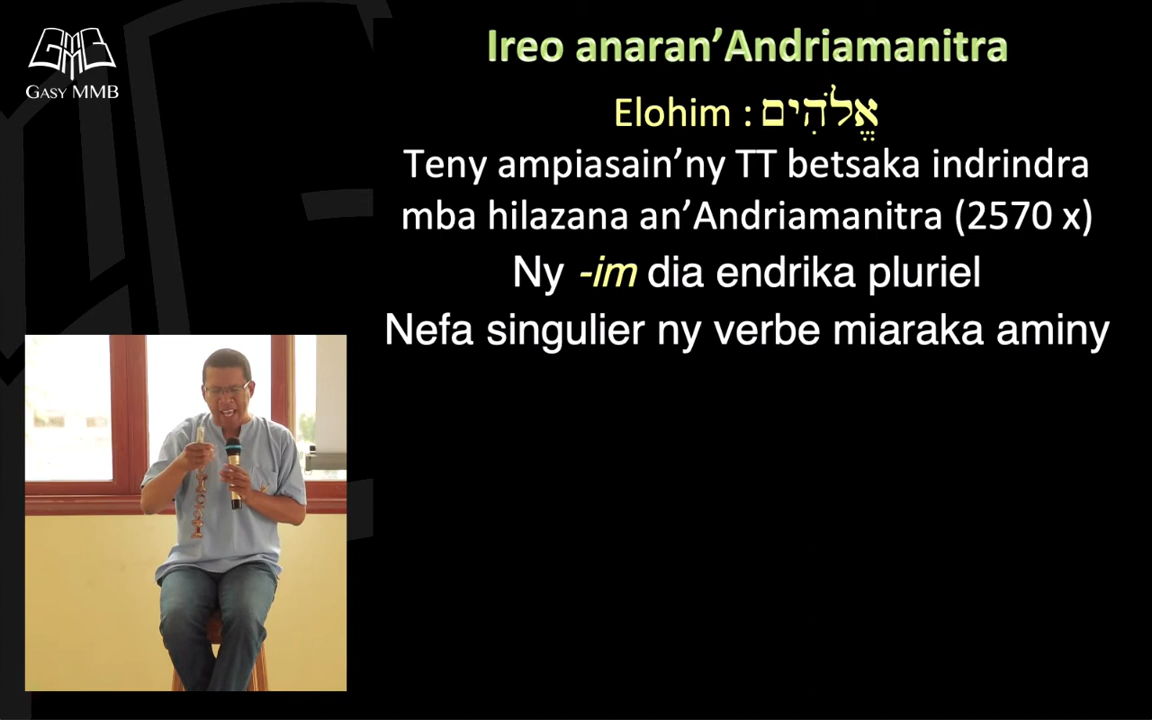 GMMB
GASY MMB
Ireo anaran’Andriamanitra
Elohim : אֱלֹהִים
Teny ampiasain’ny TT betsaka indrindra
mba hilazana an’Andriamanitra (2570 x)
Ny -im dia endrika pluriel
Nefa singulier ny verbe miaraka aminy